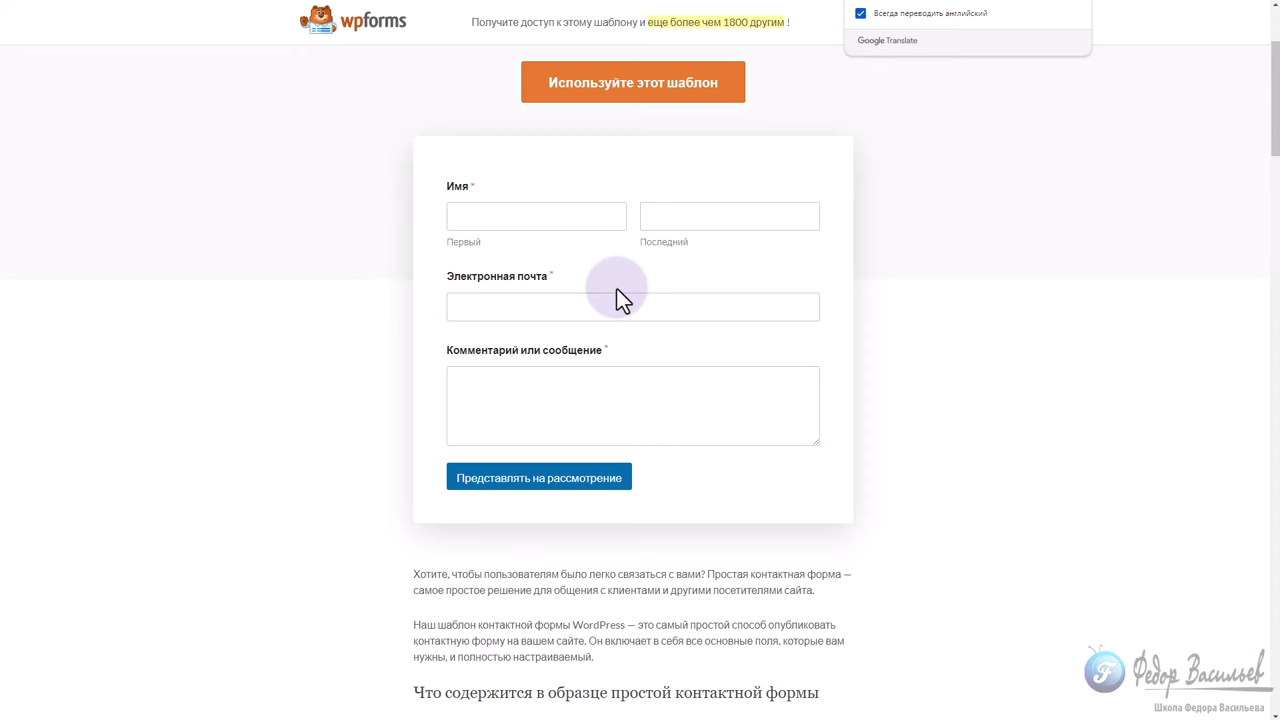 wpforms
Получите доступ к этому шаблону и еще более чем 1800 другим !
Всегда переводить английский
Google Translate
Используйте этот шаблон
Имя *
Первый
Последний
Электронная почта *
Комментарий или сообщение *
Представлять на рассмотрение
Хотите, чтобы пользователям было легко связаться с вами? Простая контактная форма —
самое простое решение для общения с клиентами и другими посетителями сайта.
Наш шаблон контактной формы WordPress — это самый простой способ опубликовать
контактную форму на вашем сайте. Он включает в себя все основные поля, которые вам
нужны, и полностью настраиваемый.
Что содержится в образце простой контактной формы
F Федор Васильев
Школа Федора Васильева